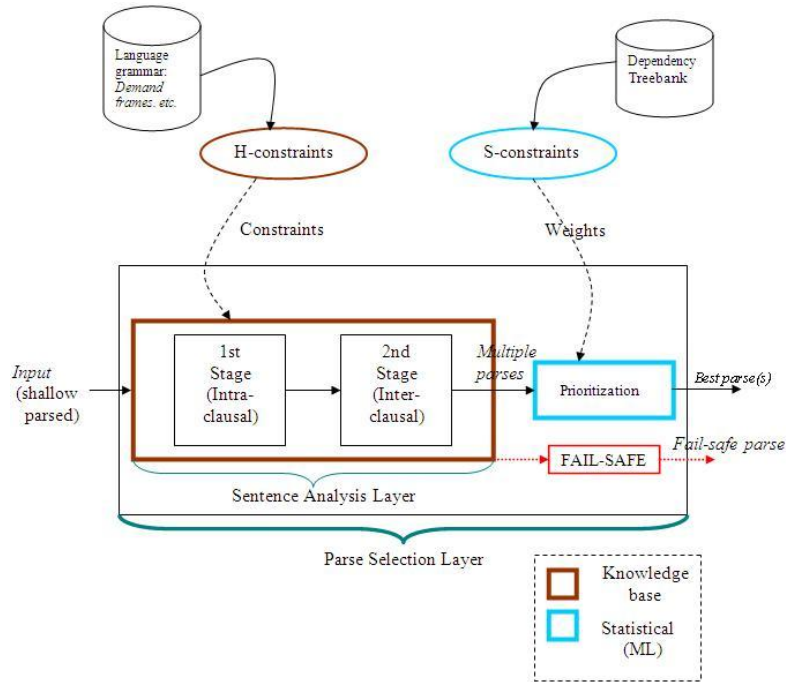 Language
grammar:
Demand
frames. etc.
Dependency
Treebank
H-constraints
S-constraints
Constraints
Weights
Input
(shallow
parsed)
1st
Stage
(Intra-
clausal)
2nd
Stage
(Inter-
clausal)
Multiple
parses
Prioritization
Best parse(s)
FAIL-SAFE
Fail-safe parse
Sentence Analysis Layer
Parse Selection Layer
Knowledge
base
Statistical
(ML)